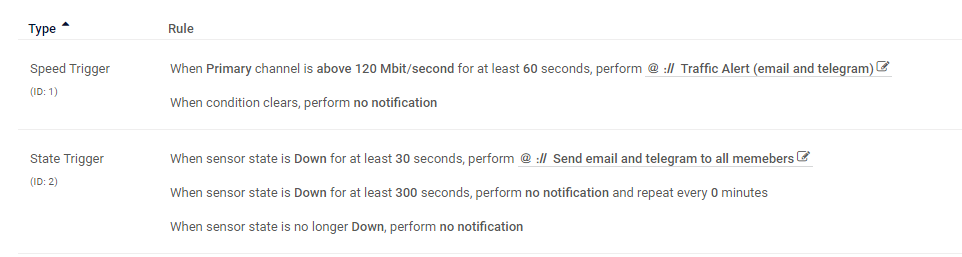 Type Rule
Speed Trigger When Primary channel is above 120 Mbit/second for at least 60 seconds, perform @ :// Traffic Alert (email and telegram)
(ID: 1)
When condition clears, perform no notification
State Trigger When sensor state is Down for at least 30 seconds, perform @ :// Send email and telegram to all memebers
(ID: 2)
When sensor state is Down for at least 300 seconds, perform no notification and repeat every 0 minutes
When sensor state is no longer Down, perform no notification